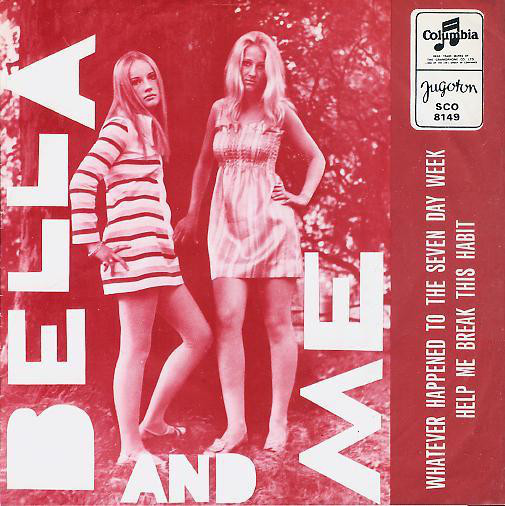 BELLA
AND
ME
Columbia
Jugoton
SCO
8149
WHATEVER HAPPENED TO THE SEVEN DAY WEEK
HELP ME BREAK THIS HABIT